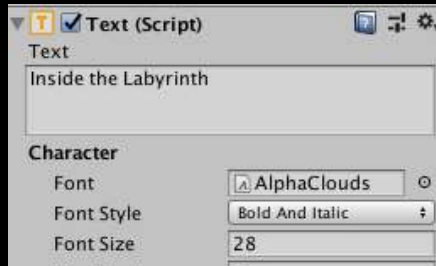 Text (Script)
Text
Inside the Labyrinth
Character
Font AlphaClouds
Font Style Bold And Italic
Font Size 28